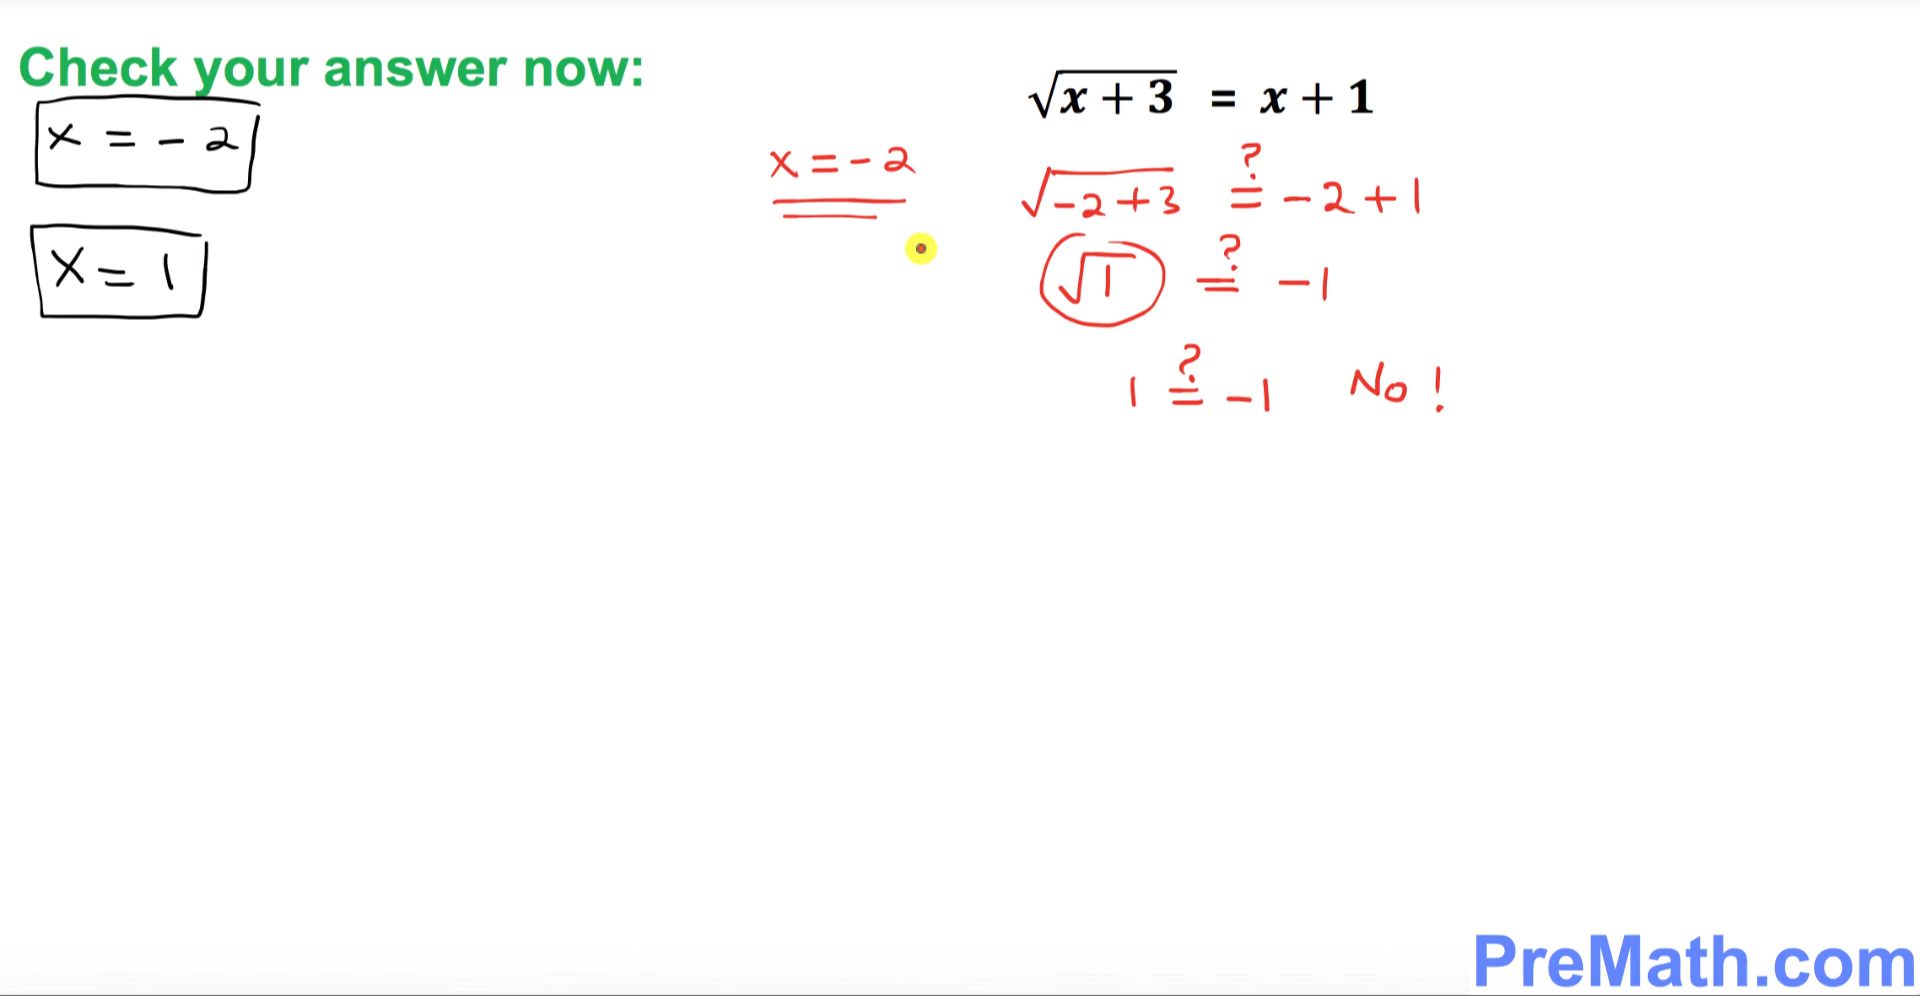 Check your answer now:
x = - 2
x = 1
√x + 3 = x + 1
x = - 2
√-2 + 3 ≟ - 2 + 1
√1 ≟ - 1
1 ≟ - 1 No !
PreMath.com